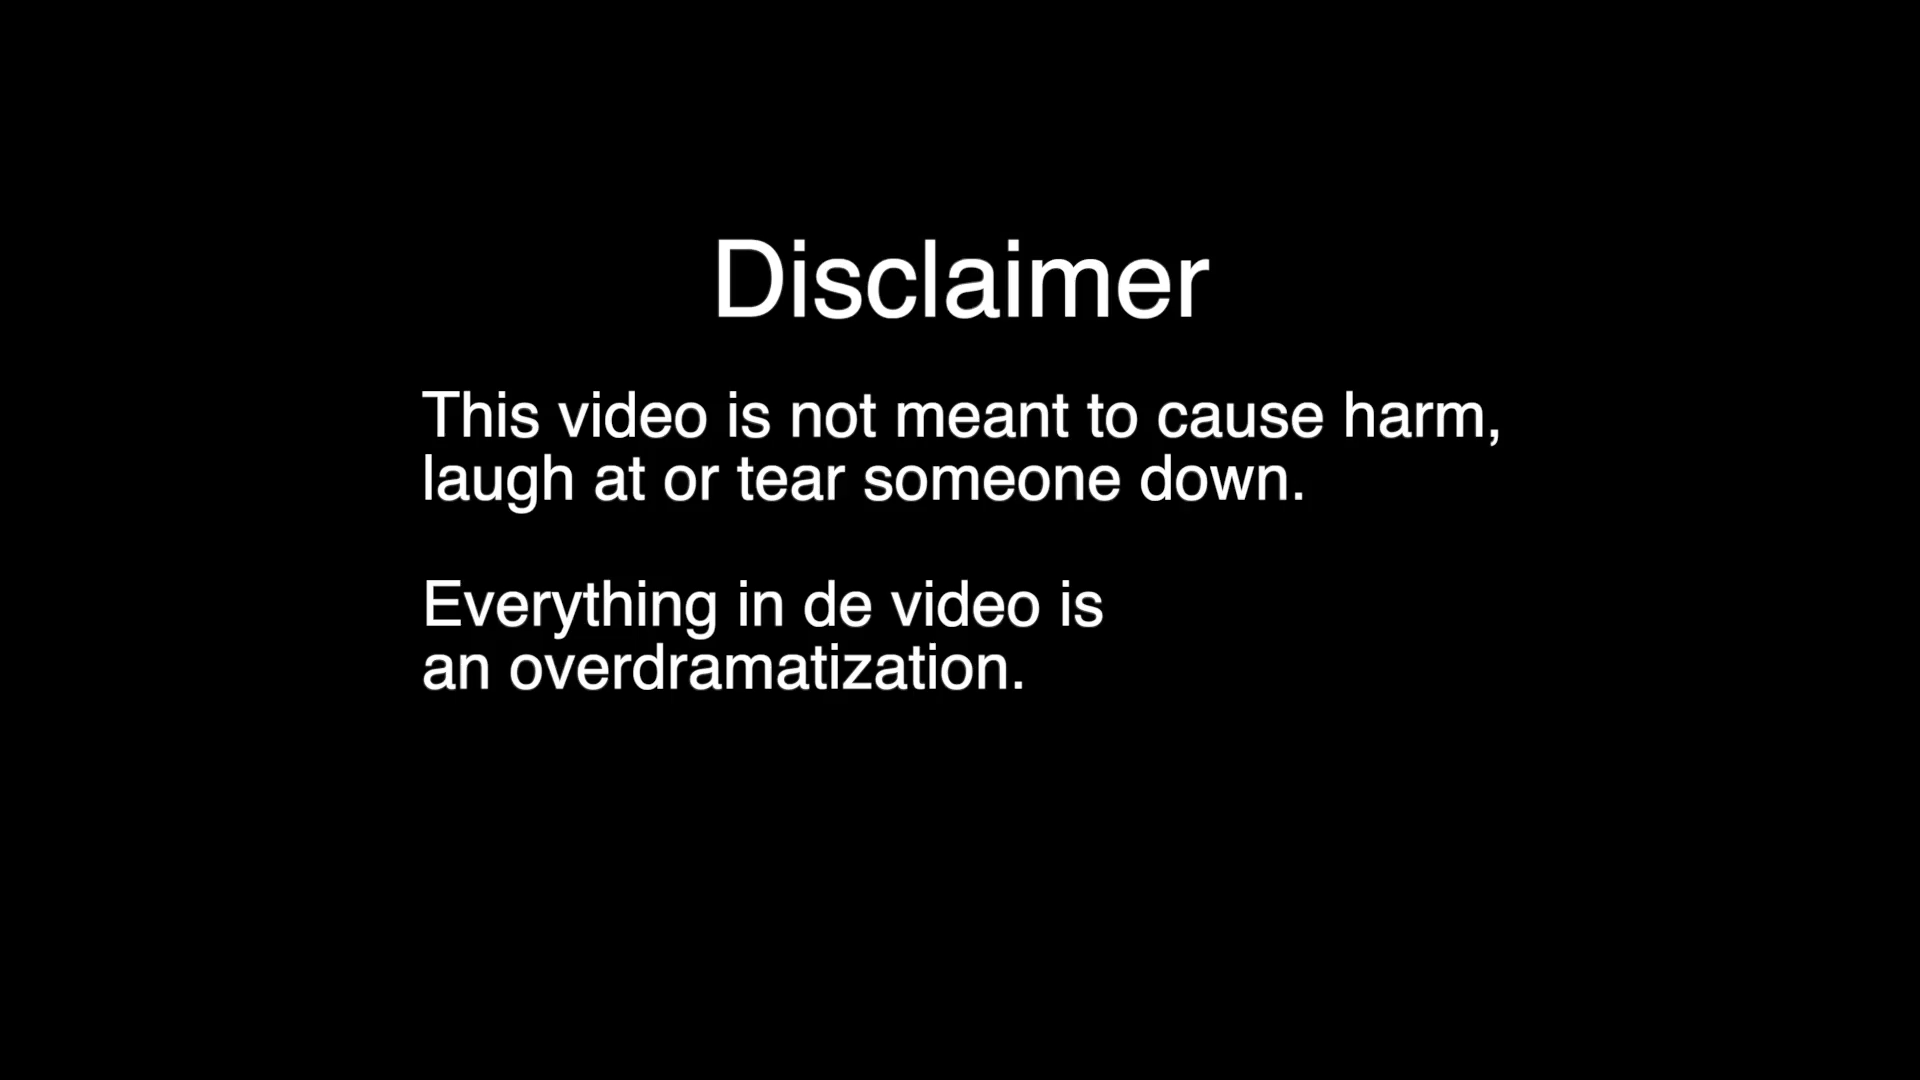 Disclaimer
This video is not meant to cause harm,
laugh at or tear someone down.
Everything in de video is
an overdramatization.